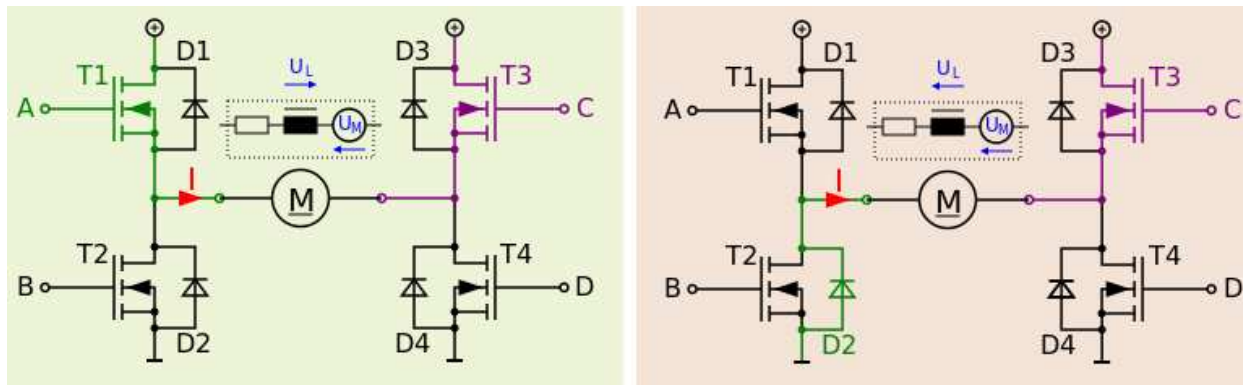 D1 D3
U_L
T1 T3
A C
U_M
I
M
T2 T4
B D
D2 D4
D1 D3
U_L
T1 T3
A C
U_M
I
M
T2 T4
B D
D2 D4